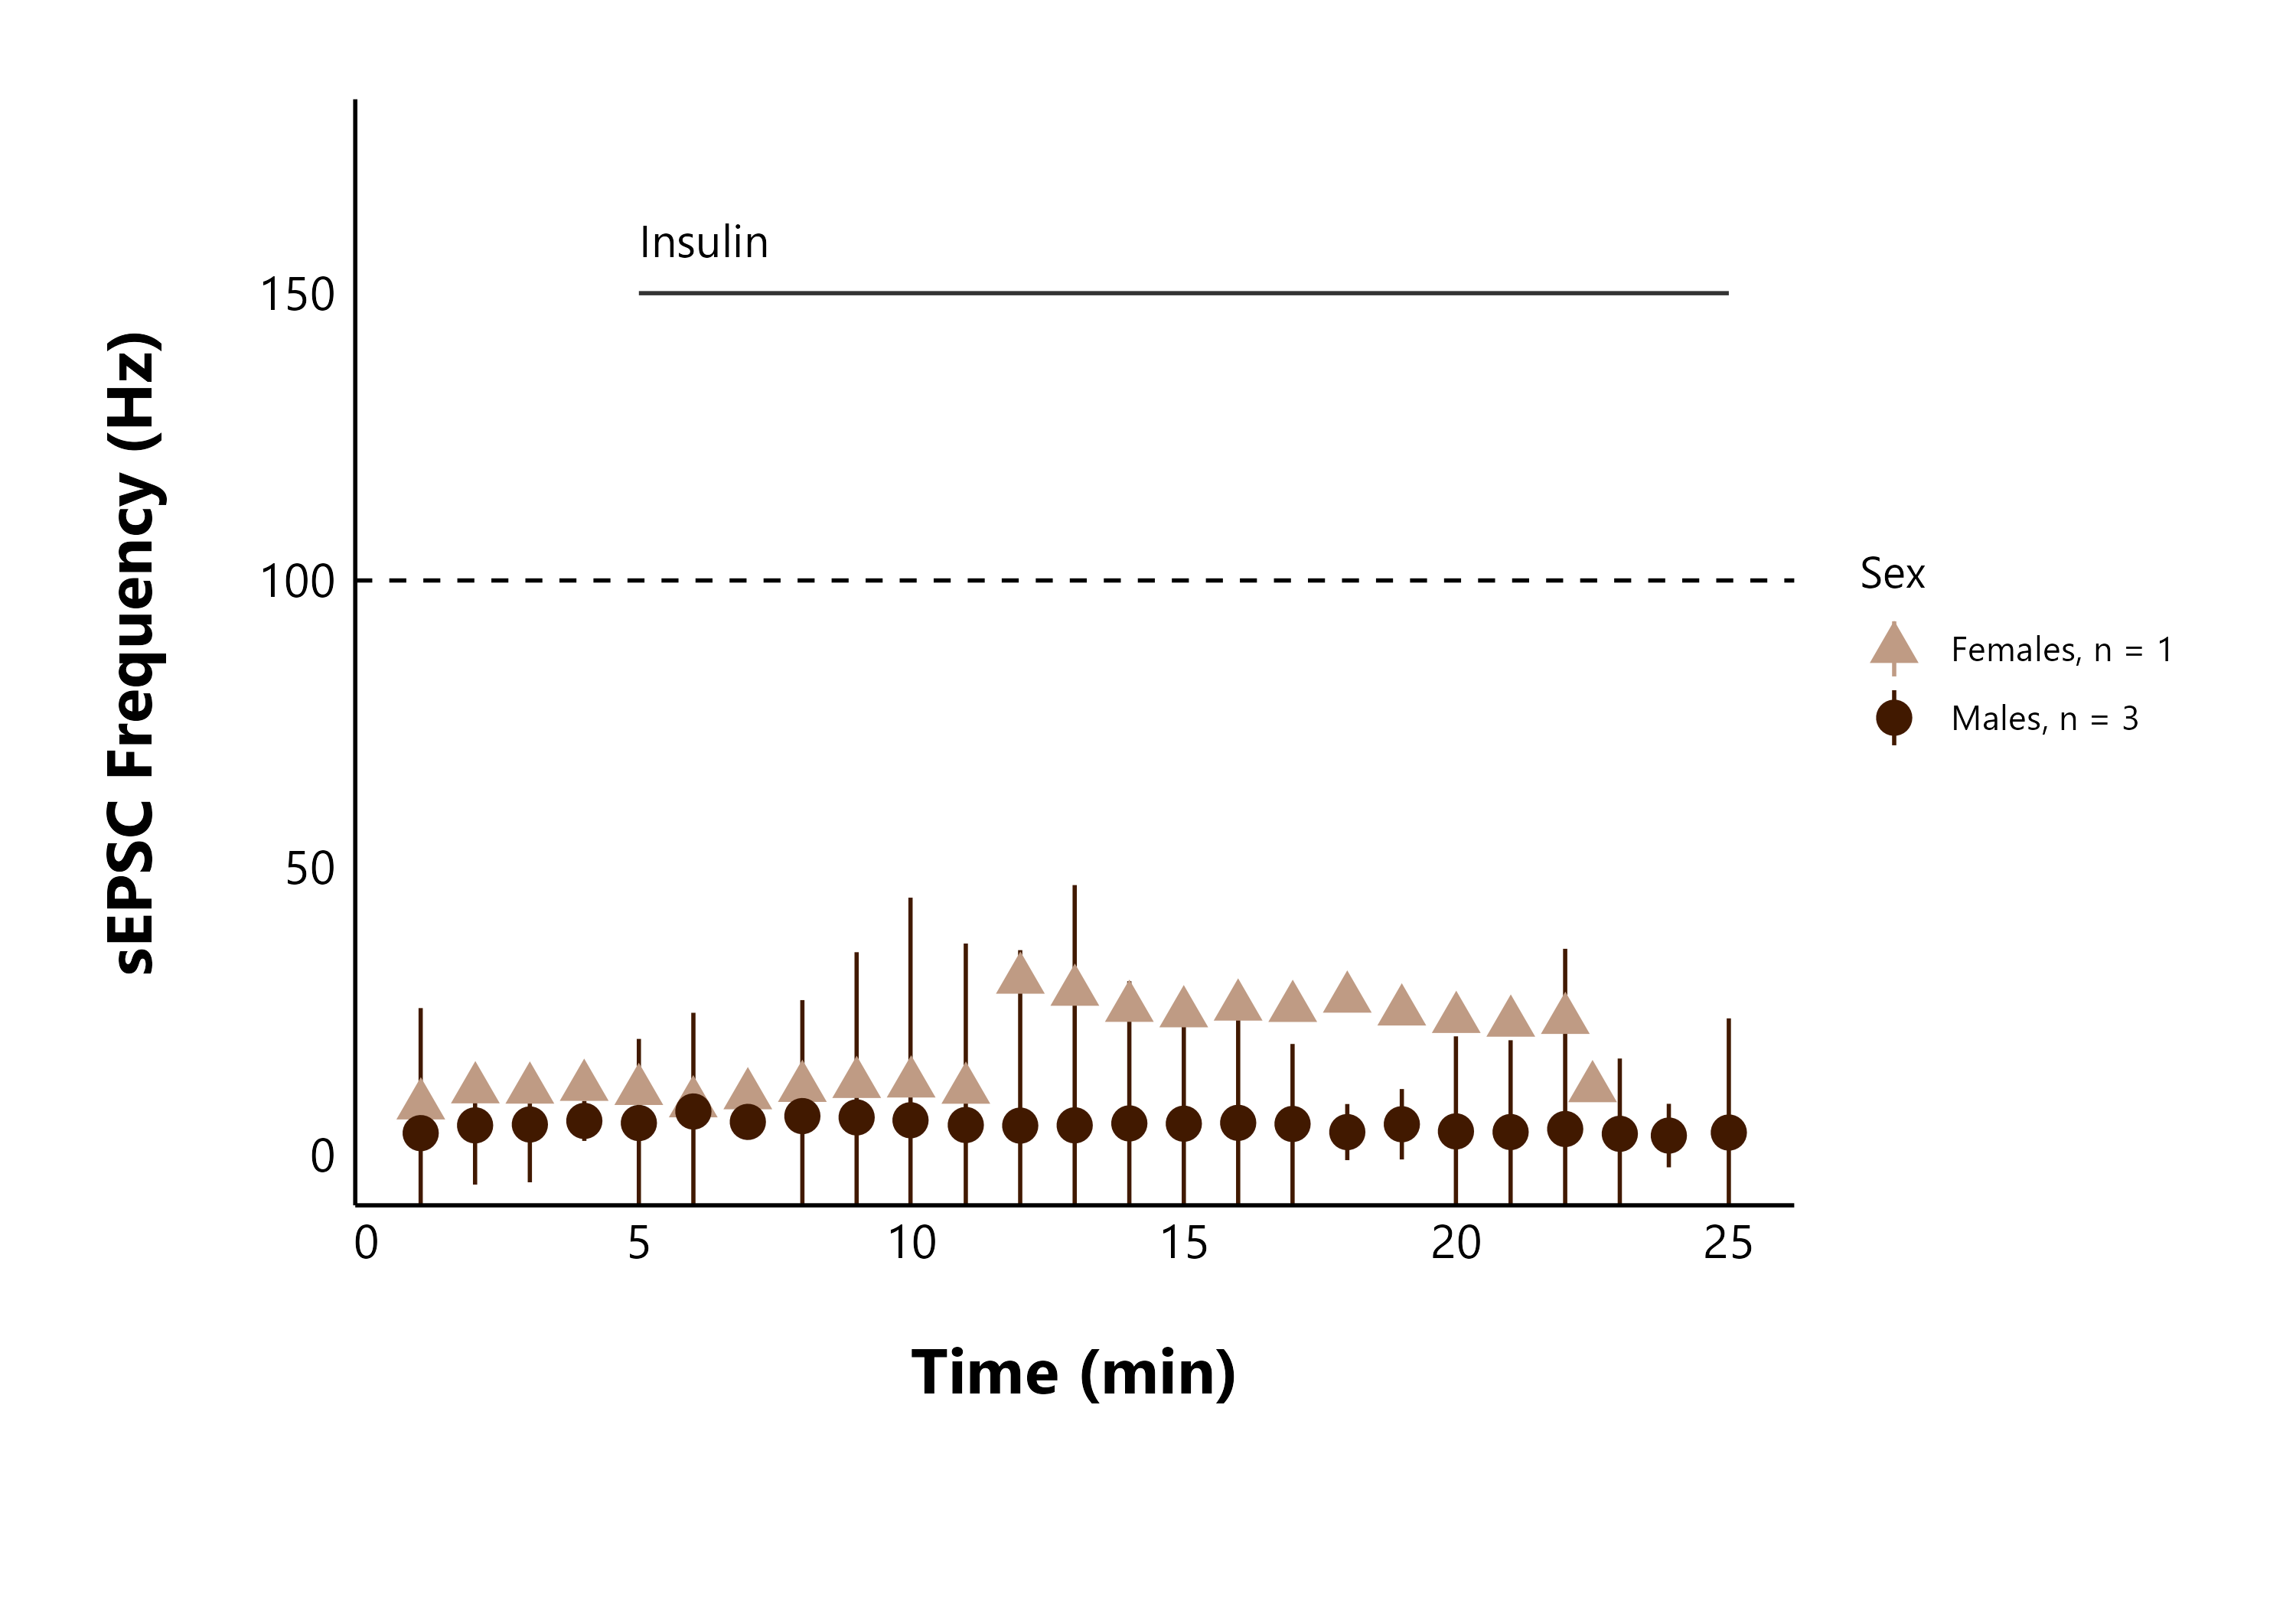 Insulin
150
100
50
0
sEPSC Frequency (Hz)
0 5 10 15 20 25
Time (min)
Sex
Females, n = 1
Males, n = 3